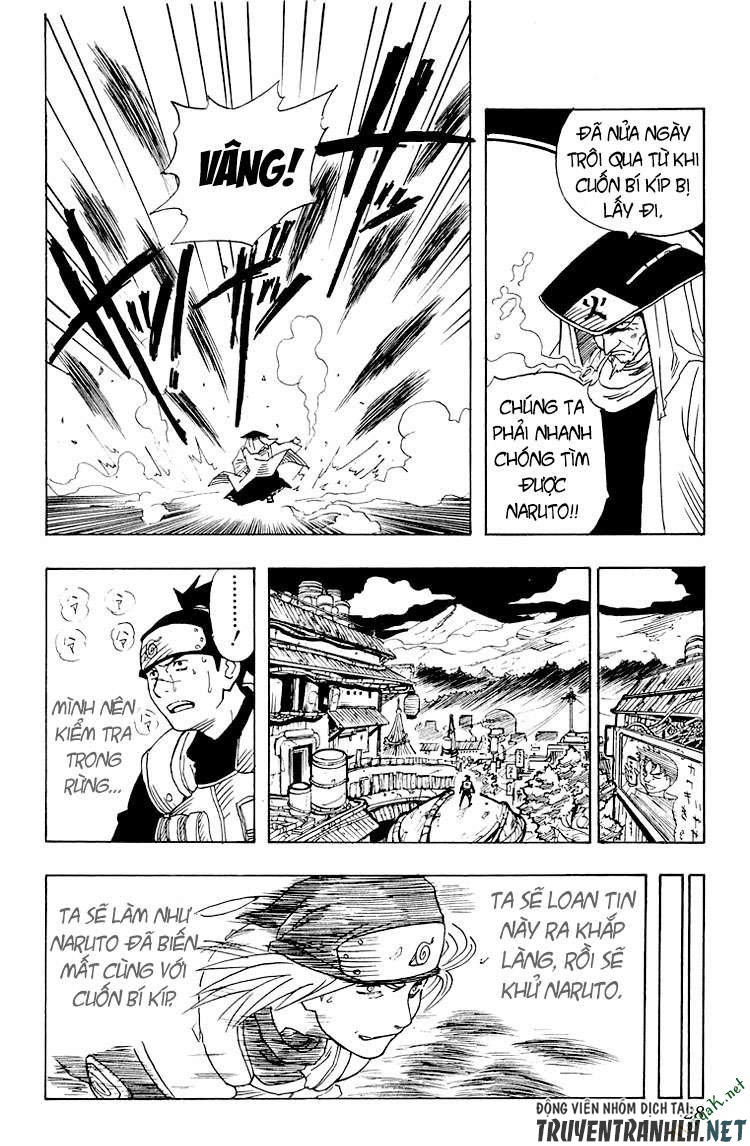 ĐÃ NỬA NGÀY
TRÔI QUA TỪ KHI
CUỐN BÍ KÍP BỊ
LẤY ĐI.
CHÚNG TA
PHẢI NHANH
CHÓNG TÌM
ĐƯỢC
NARUTO!!
VÂNG!
MÌNH NÊN
KIỂM TRA
TRONG
RỪNG...
TA SẼ LOAN TIN
NÀY RA KHẮP
LÀNG, RỒI SẼ
KHỬ NARUTO.
TA SẼ LÀM NHƯ
NARUTO ĐÃ BIẾN
MẤT CÙNG VỚI
CUỐN BÍ KÍP.
ĐỘNG VIÊN NHÓM DỊCH TẠI:
TRUYENTRANHLH.NET